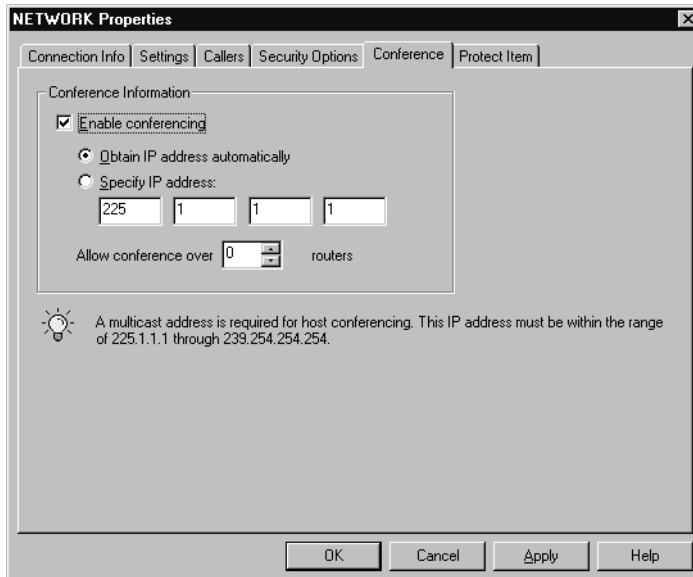 NETWORK Properties
Connection Info Settings Callers Security Options Conference Protect Item
Conference Information
Enable conferencing
Obtain IP address automatically
Specify IP address:
225 1 1 1
Allow conference over 0 routers
A multicast address is required for host conferencing. This IP address must be within the range
of 225.1.1.1 through 239.254.254.254.
OK Cancel Apply Help